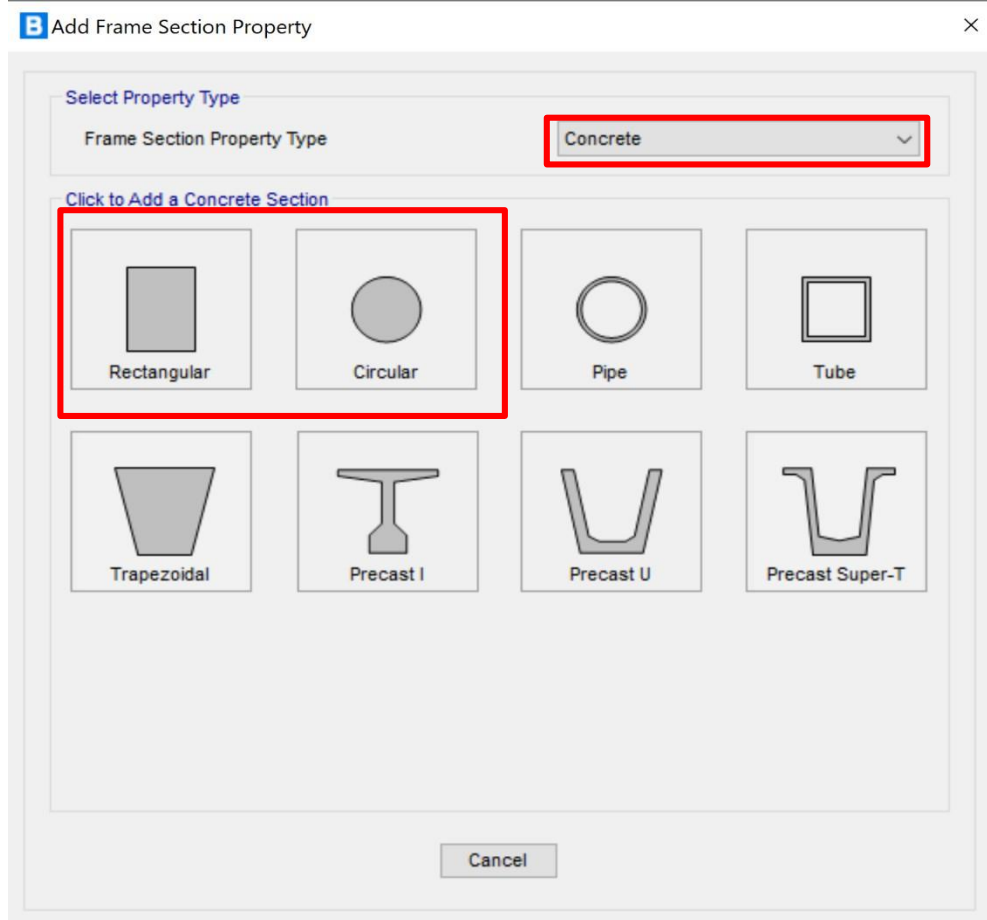 B Add Frame Section Property
Select Property Type
Frame Section Property Type Concrete
Click to Add a Concrete Section
Rectangular Circular Pipe Tube
Trapezoidal Precast I Precast U Precast Super-T
Cancel